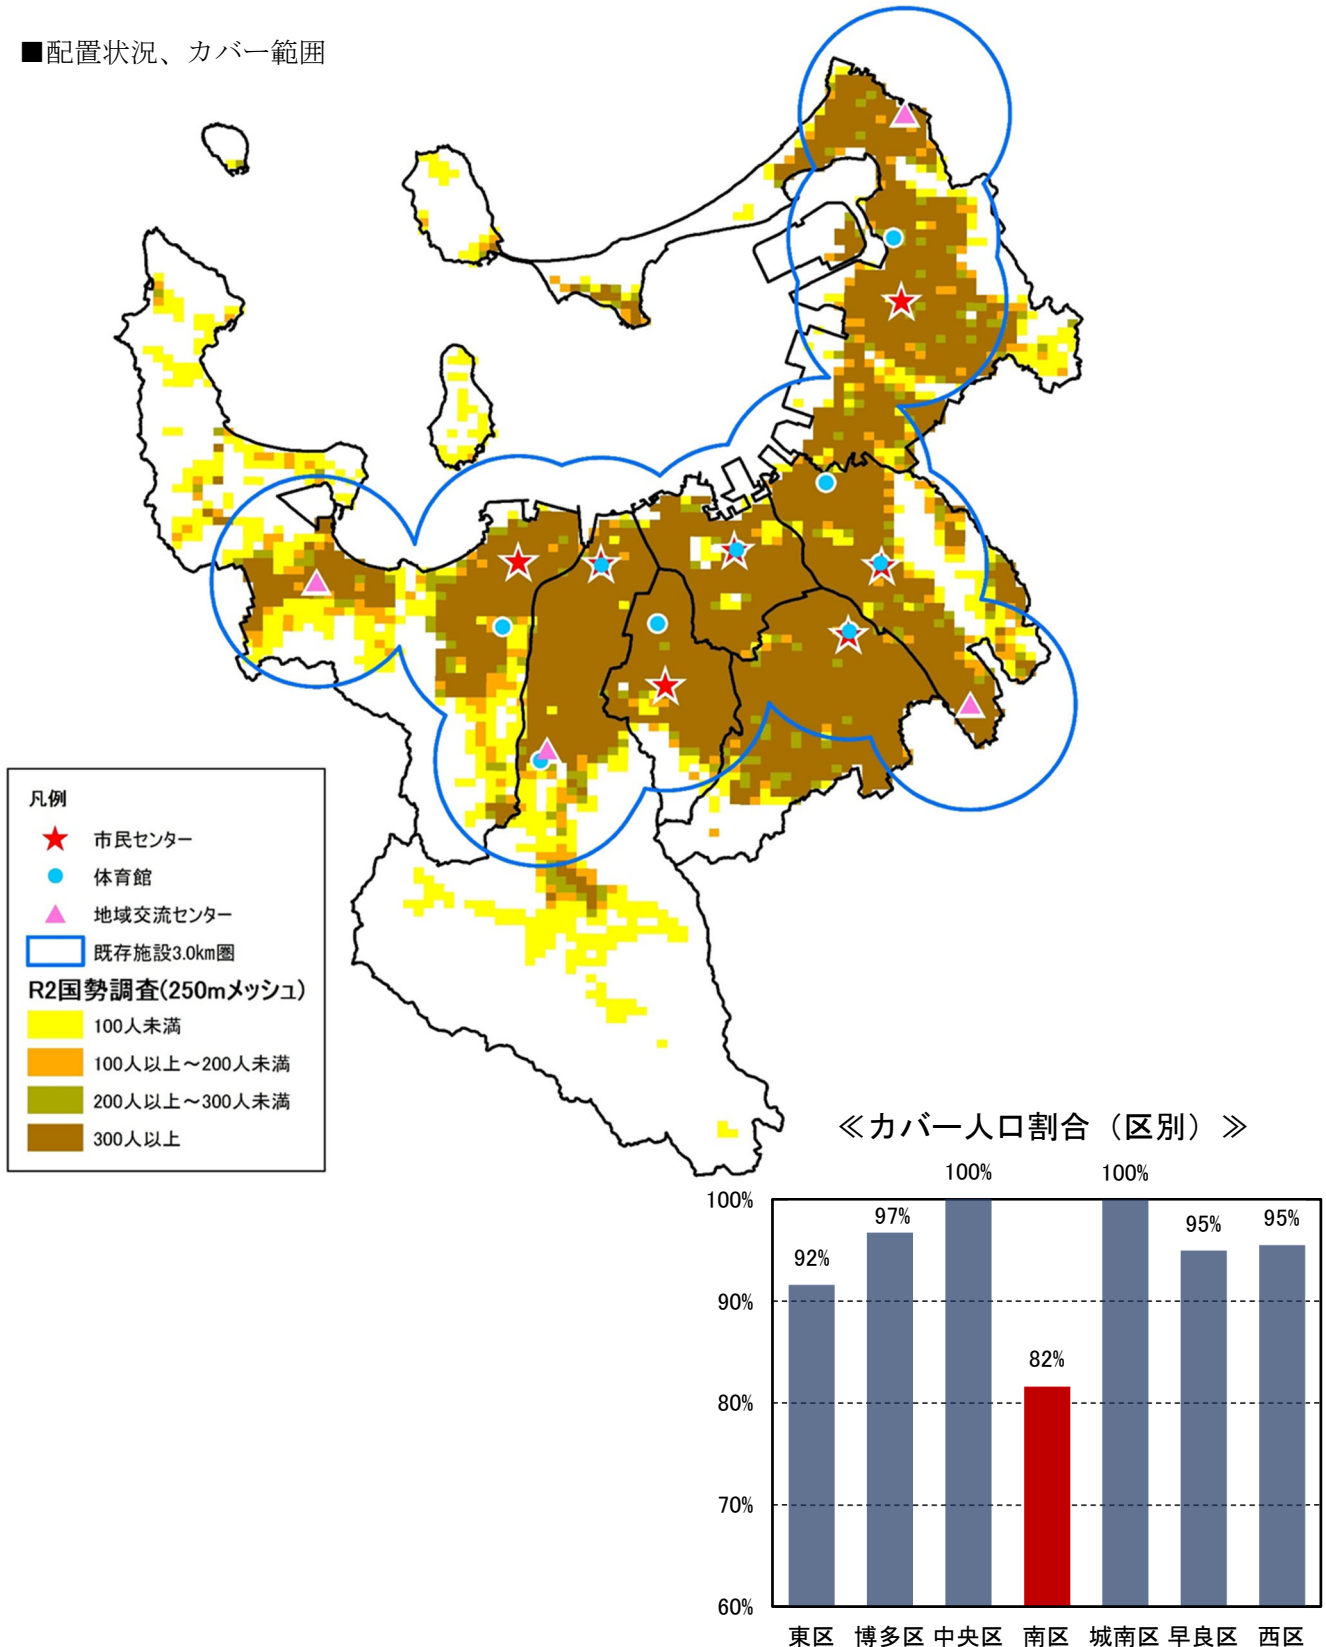 ■配置状況、カバー範囲
凡例
市民センター
体育館
地域交流センター
既存施設3.0km圏
R2国勢調査(250mメッシュ)
100人未満
100人以上～200人未満
200人以上～300人未満
300人以上
≪カバー人口割合（区別）≫
100%
90%
80%
70%
60%
92%
97%
100%
82%
100%
95%
95%
東区 博多区 中央区 南区 城南区 早良区 西区